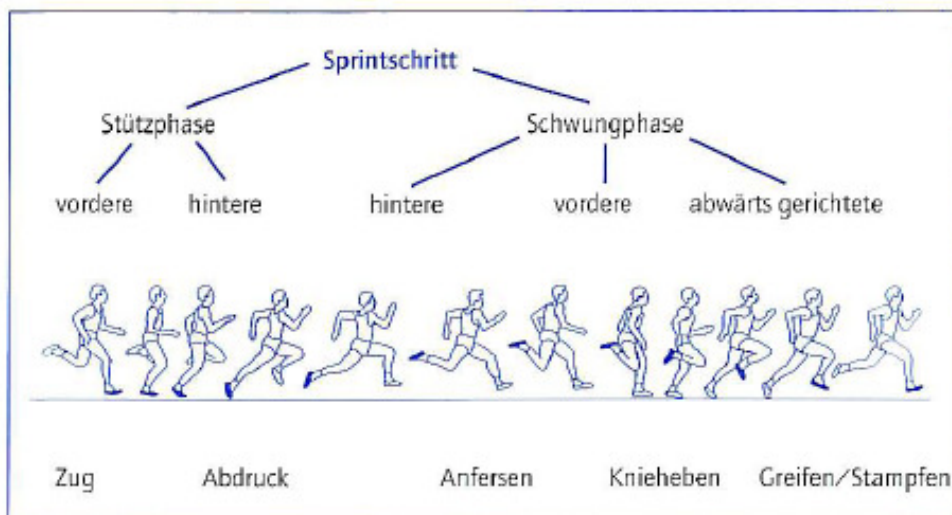 Sprintschritt
Stützphase Schwungphase
vordere hintere hintere vordere abwärts gerichtete
Zug Abdruck Anfersen Knieheben Greifen/Stampfen